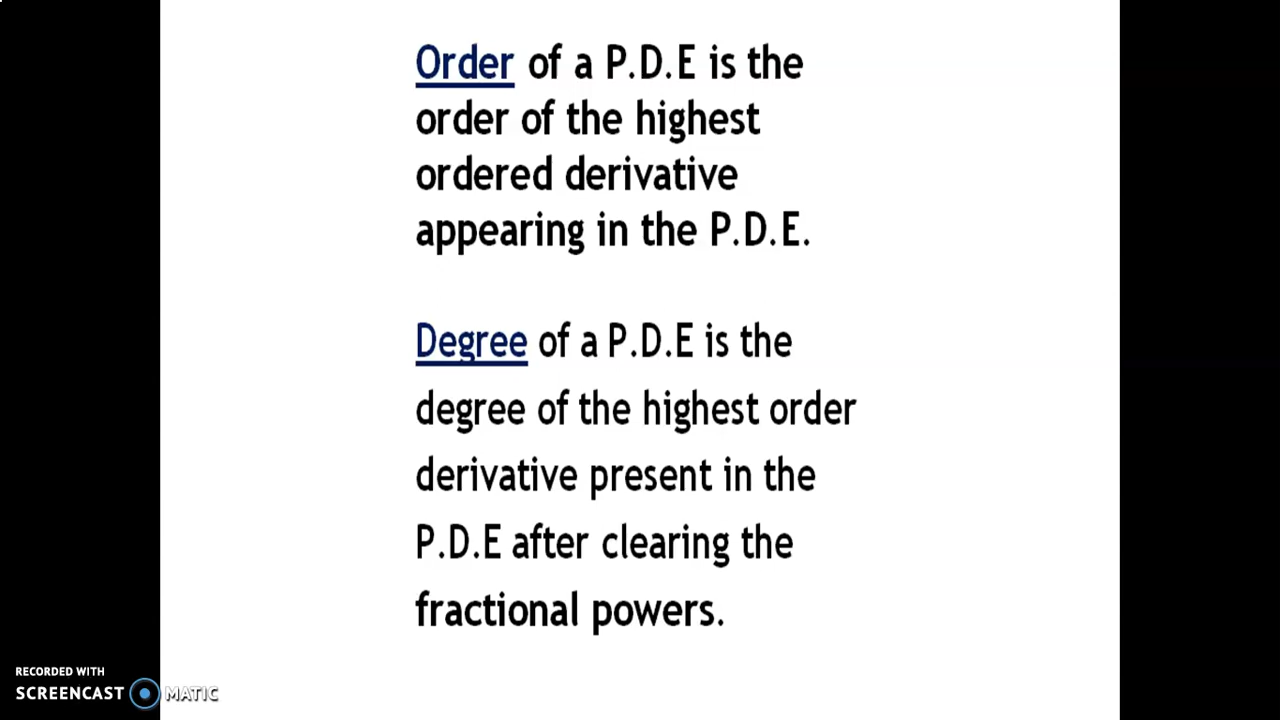 Order of a P.D.E is the
order of the highest
ordered derivative
appearing in the P.D.E.
Degree of a P.D.E is the
degree of the highest order
derivative present in the
P.D.E after clearing the
fractional powers.
RECORDED WITH
SCREENCAST MATIC